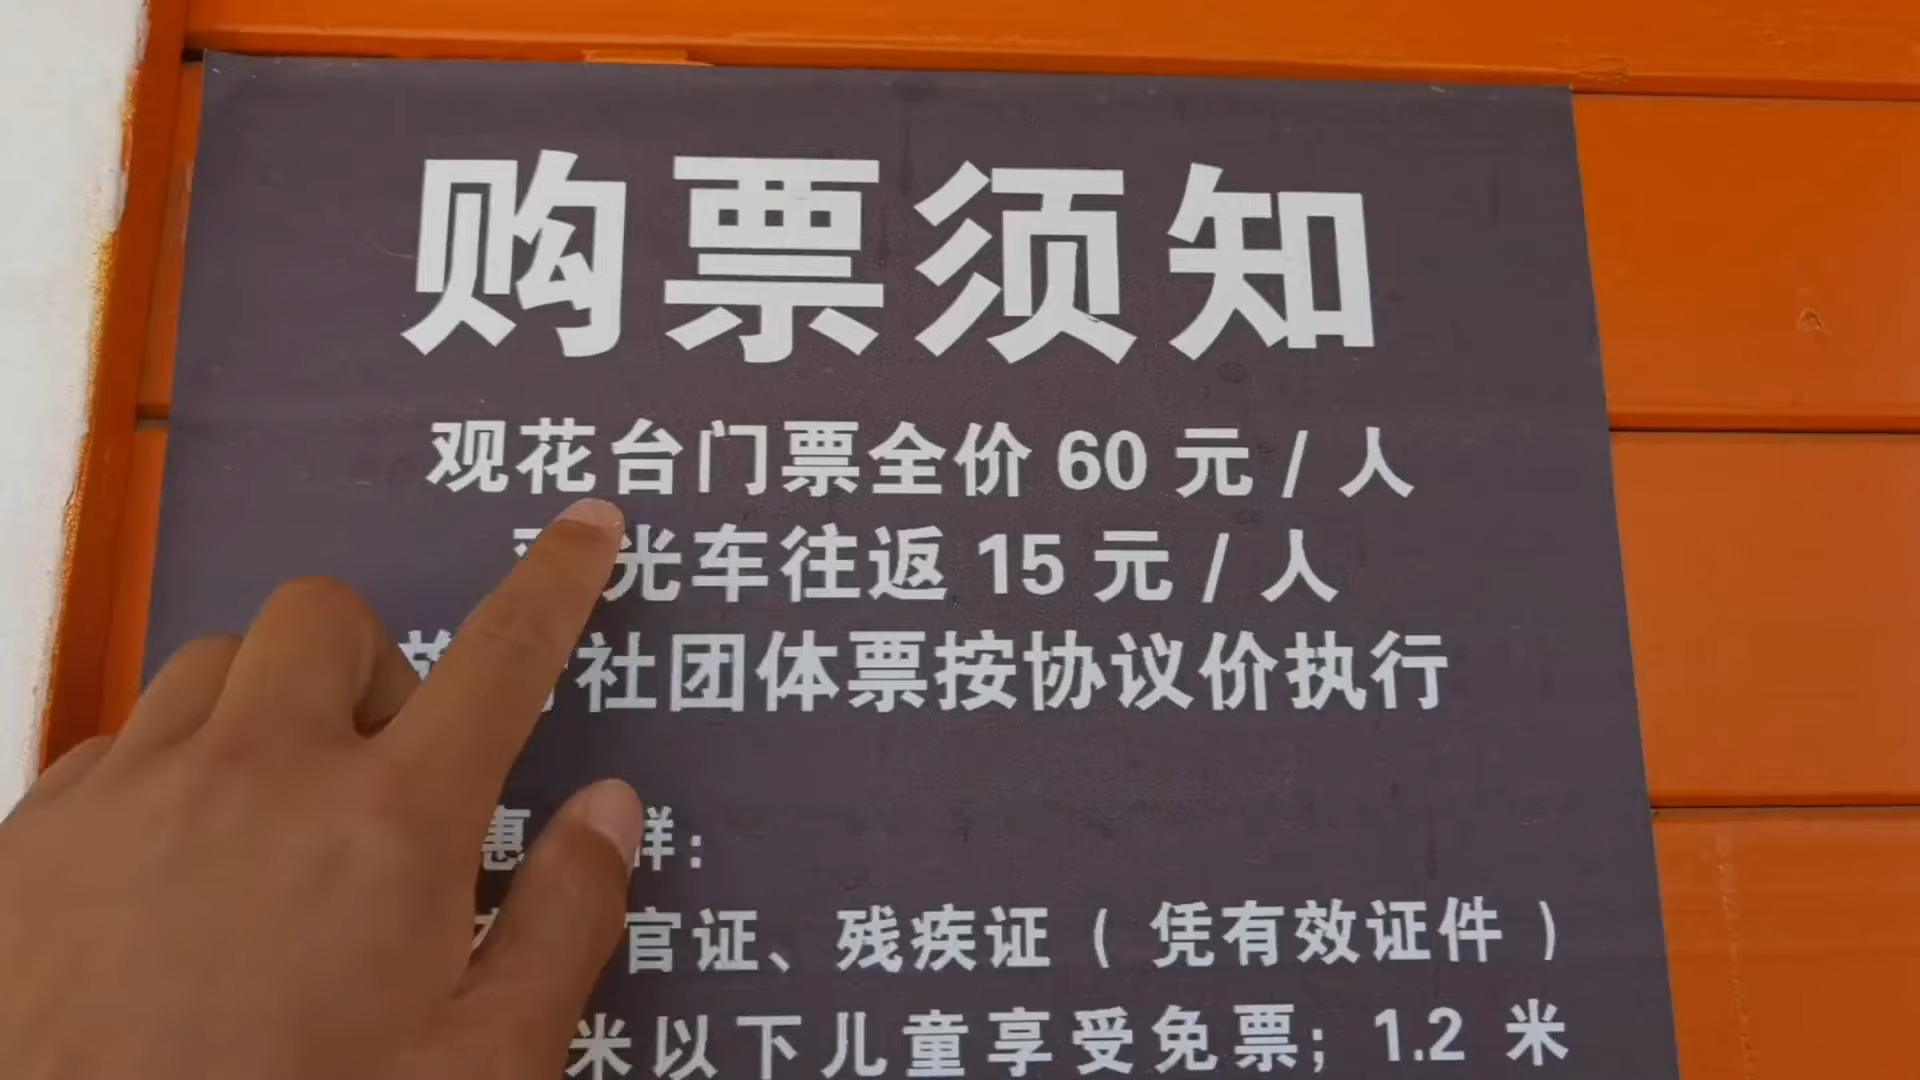 购票须知
观花台门票全价 60 元 / 人
光车往返 15 元 / 人
社团体票按协议价执行
惠 群：
官证、残疾证（凭有效证件）
米以下儿童享受免票；1.2 米